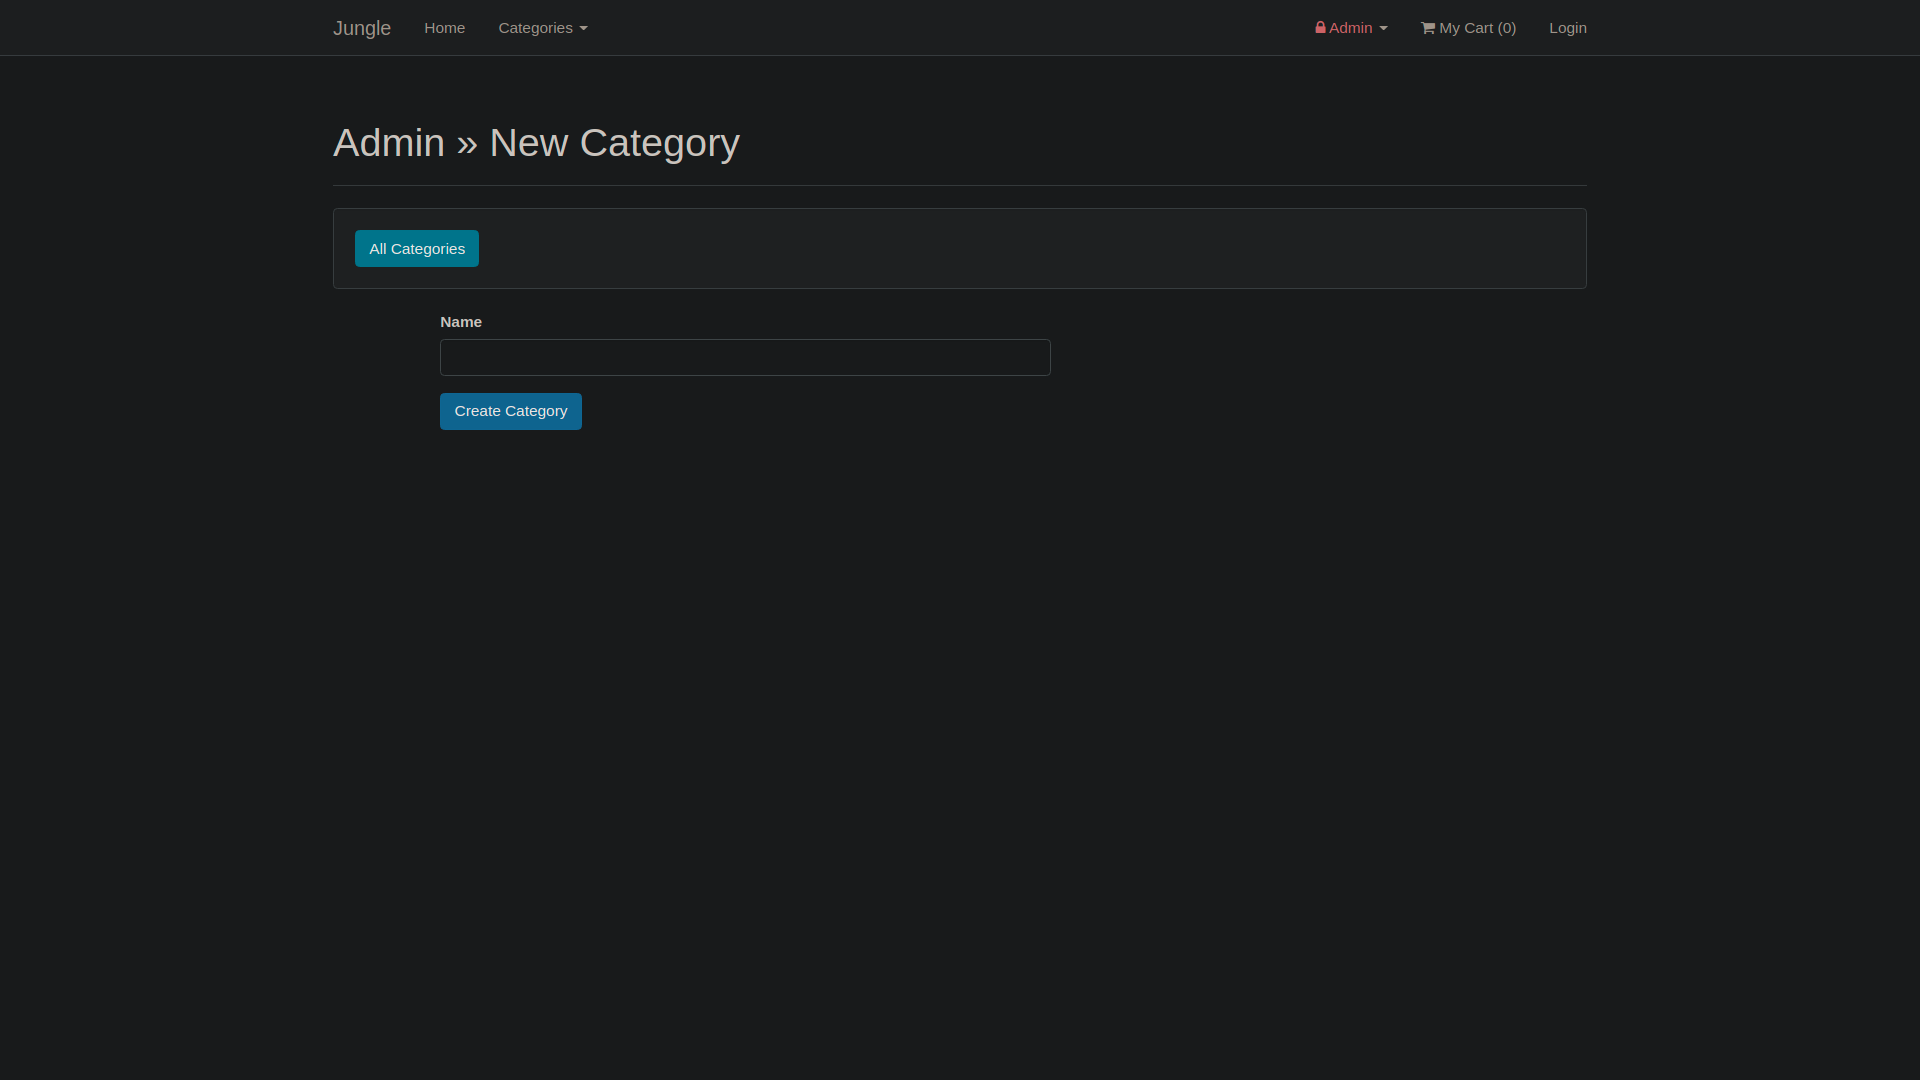 Jungle Home Categories Admin My Cart (0) Login
Admin » New Category
All Categories
Name
Create Category